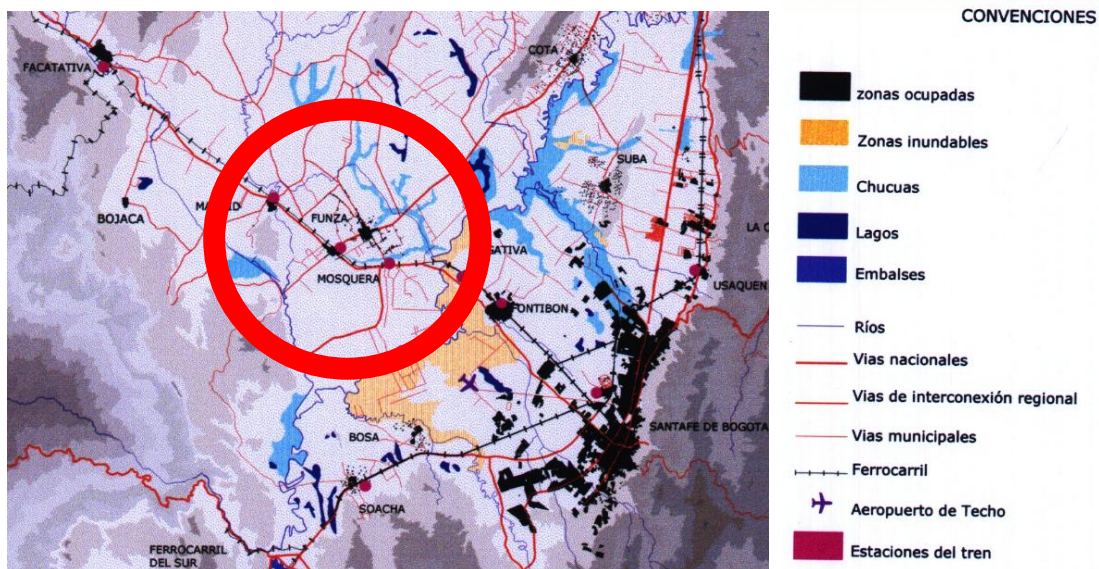 FACATATIVA
COTA
SUBA
BOJACA
FUNZA
MOSQUERA
USAQUEN
SANTAFE DE BOGOTA
BOSA
SOACHA
FERROCARRIL
DEL SUR
CONVENCIONES
zonas ocupadas
Zonas inundables
Chucuas
Lagos
Embalses
Ríos
Vias nacionales
Vias de interconexión regional
Vias municipales
Ferrocarril
Aeropuerto de Techo
Estaciones del tren